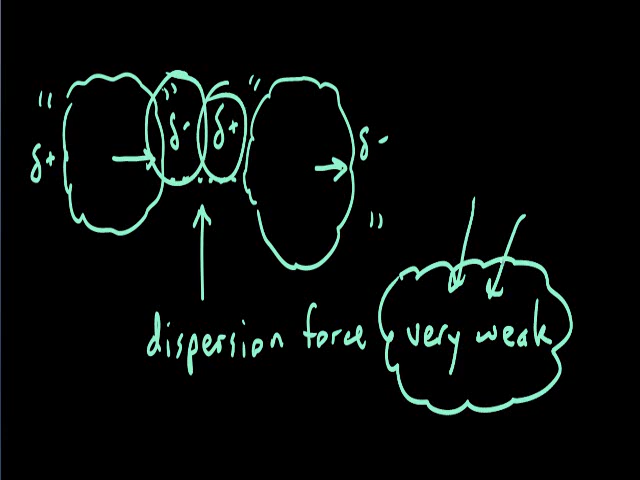 δ+ δ- δ+ δ-
dispersion force very weak